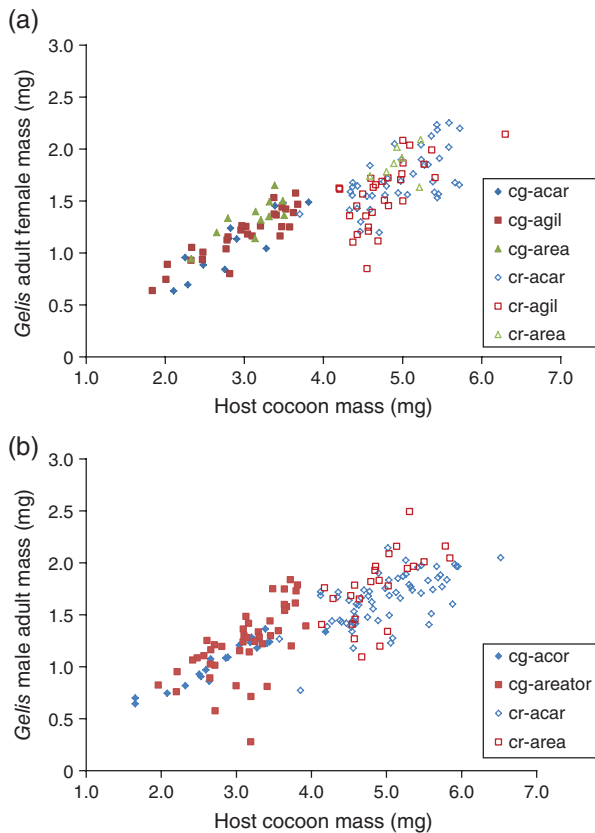 (a)
3.0
2.5
2.0
1.5
1.0
0.5
0
Gelis adult female mass (mg)
1.0 2.0 3.0 4.0 5.0 6.0 7.0
Host cocoon mass (mg)
cg-acar
cg-agil
cg-area
cr-acar
cr-agil
cr-area
(b)
3.0
2.5
2.0
1.5
1.0
0.5
0
Gelis male adult mass (mg)
1.0 2.0 3.0 4.0 5.0 6.0 7.0
Host cocoon mass (mg)
cg-acor
cg-areator
cr-acar
cr-area